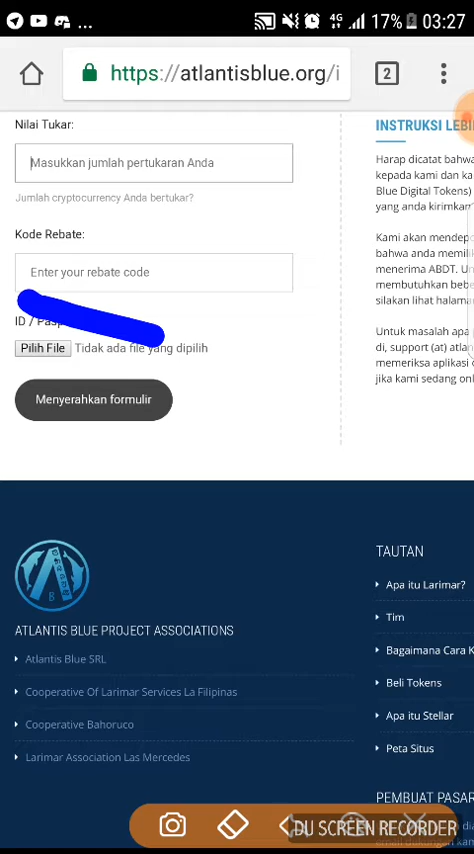 ...
4G
17%
03:27
https://atlantisblue.org/i
2
Nilai Tukar:
Masukkan jumlah pertukaran Anda
Jumlah cryptocurrency Anda bertukar?
Kode Rebate:
Enter your rebate code
ID /
Pilih File Tidak ada file yang dipilih
Menyerahkan formulir
INSTRUKSI LEBI
Harap dicatat bahwa
kepada kami dan ka
Blue Digital Tokens)
yang anda kirimkan
Kami akan mendepo
bahwa anda memilik
menerima ABDT. Un
membutuhkan bebe
silakan lihat halama
Untuk masalah apa
di, support (at) atlan
memeriksa aplikasi
jika kami sedang onl
B
ATLANTIS BLUE PROJECT ASSOCIATIONS
Atlantis Blue SRL
Cooperative Of Larimar Services La Filipinas
Cooperative Bahoruco
Larimar Association Las Mercedes
TAUTAN
Apa itu Larimar?
Tim
Bagaimana Cara K
Beli Tokens
Apa itu Stellar
Peta Situs
PEMBUAT PASAR
DU SCREEN RECORDER